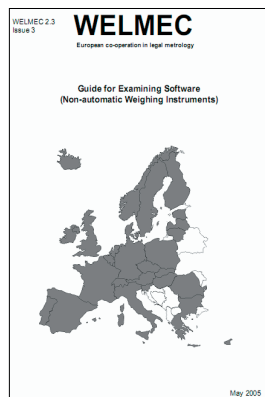 WELMEC 2.3
Issue 3
WELMEC
European co-operation in legal metrology
Guide for Examining Software
(Non-automatic Weighing Instruments)
May 2005